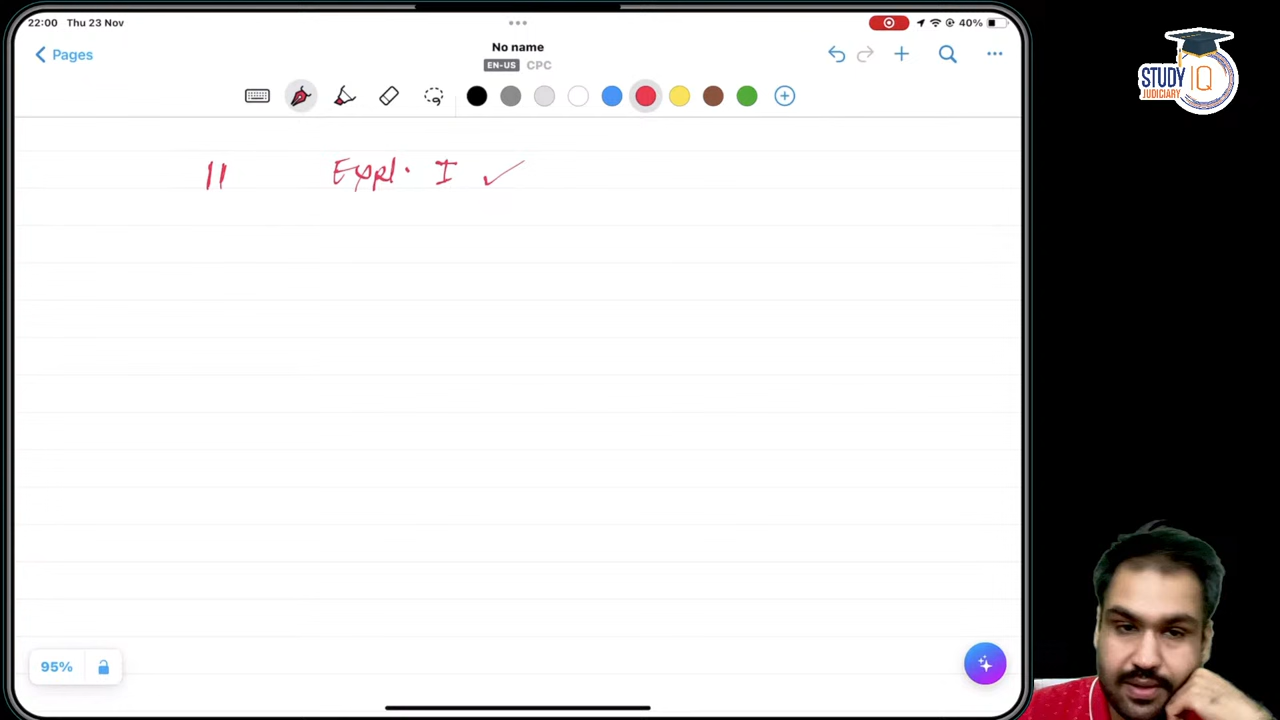 22:00 Thu 23 Nov
40%
Pages
No name
EN-US CPC
11 Expl. I ✓
95%
STUDY IQ
JUDICIARY